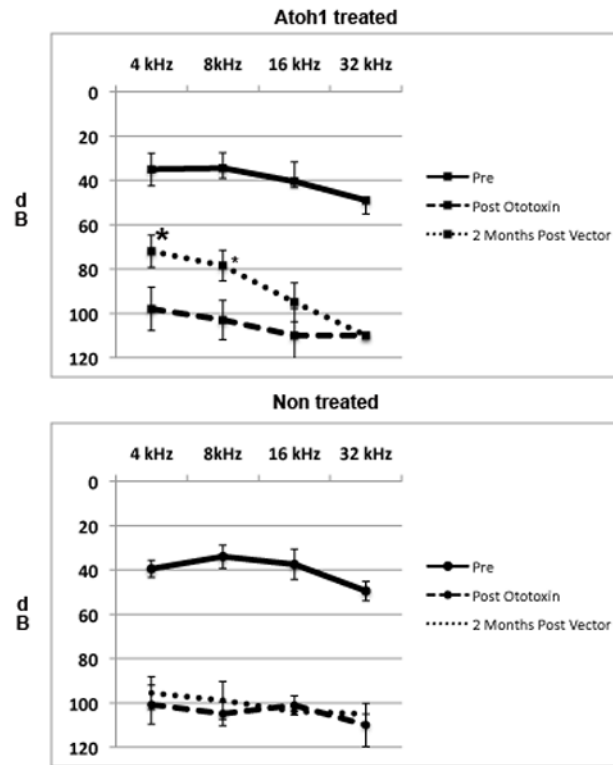 Atoh1 treated
4 kHz 8kHz 16 kHz 32 kHz
0
20
40
60
80
100
120
d
B
*
*
Pre
Post Ototoxin
2 Months Post Vector
Non treated
4 kHz 8kHz 16 kHz 32 kHz
0
20
40
60
80
100
120
d
B
Pre
Post Ototoxin
2 Months Post Vector